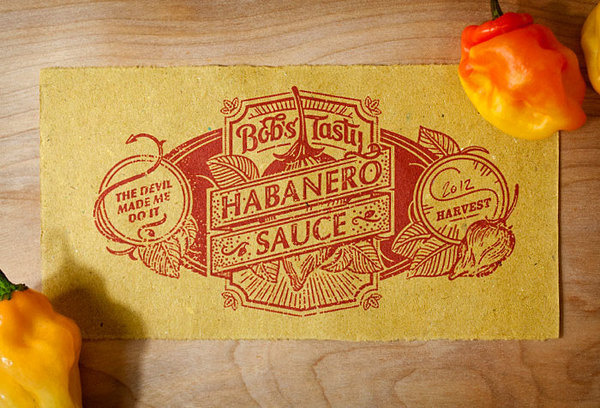 Bob's Tasty
HABANERO
SAUCE
THE DEVIL
MADE ME
DO IT
2012
HARVEST